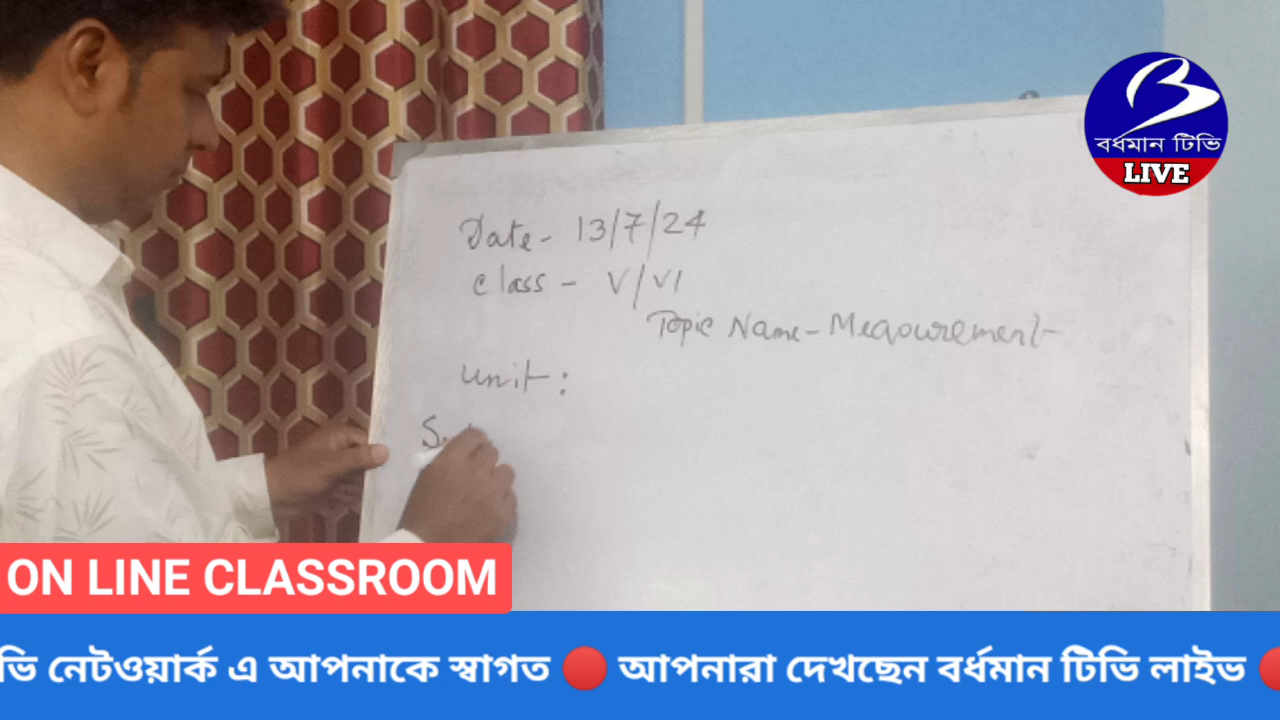 Date - 13/7/24
class - V/VI
Topic Name - Measurement
unit :
বর্ধমান টিভি
LIVE
ON LINE CLASSROOM
ভি নেটওয়ার্ক এ আপনাকে স্বাগত 🔴 আপনারা দেখছেন বর্ধমান টিভি লাইভ 🔴